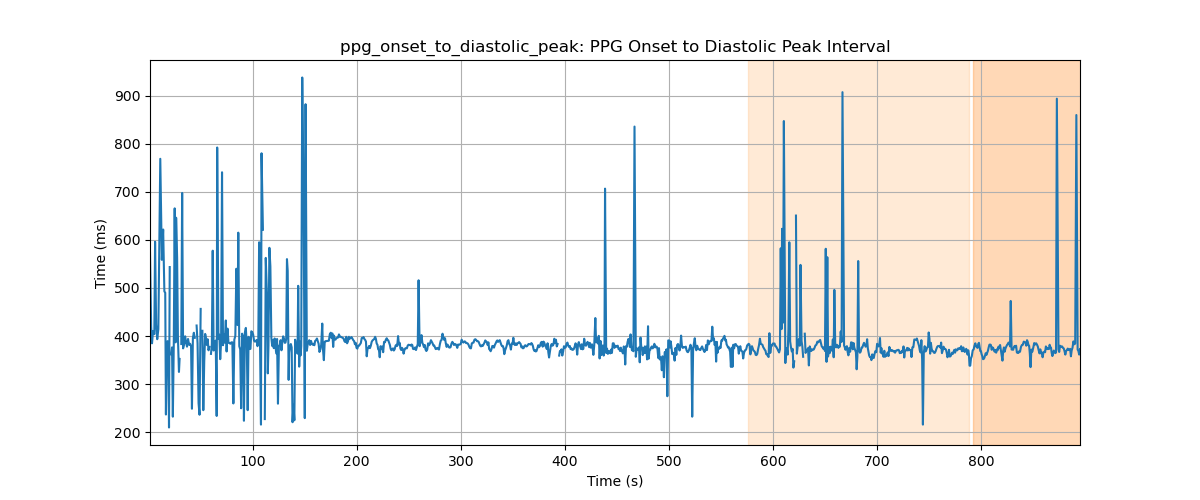 ppg_onset_to_diastolic_peak: PPG Onset to Diastolic Peak Interval
900
800
700
600
500
400
300
200
Time (ms)
100 200 300 400 500 600 700 800
Time (s)